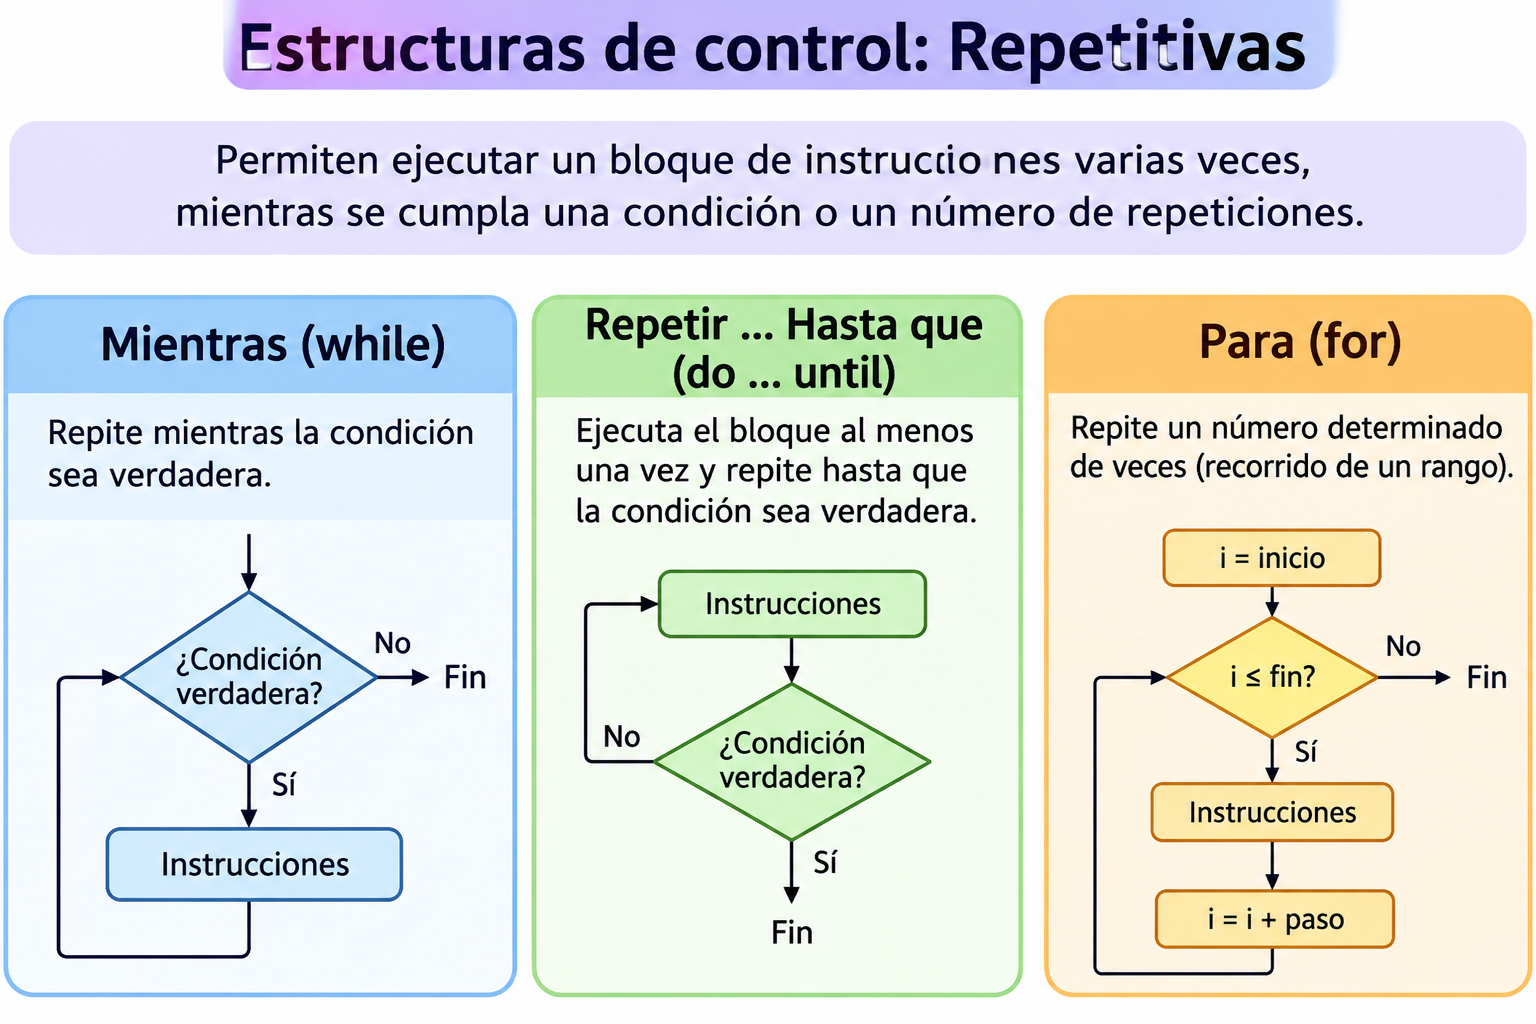 Estructuras de control: Repetitivas
Permiten ejecutar un bloque de instruccio nes varias veces,
mientras se cumpla una condición o un número de repeticiones.
Mientras (while)
Repite mientras la condición
sea verdadera.
¿Condición
verdadera?
No
Fin
Sí
Instrucciones
Repetir ... Hasta que
(do ... until)
Ejecuta el bloque al menos
una vez y repite hasta que
la condición sea verdadera.
Instrucciones
No
¿Condición
verdadera?
Sí
Fin
Para (for)
Repite un número determinado
de veces (recorrido de un rango).
i = inicio
i ≤ fin?
No
Fin
Sí
Instrucciones
i = i + paso